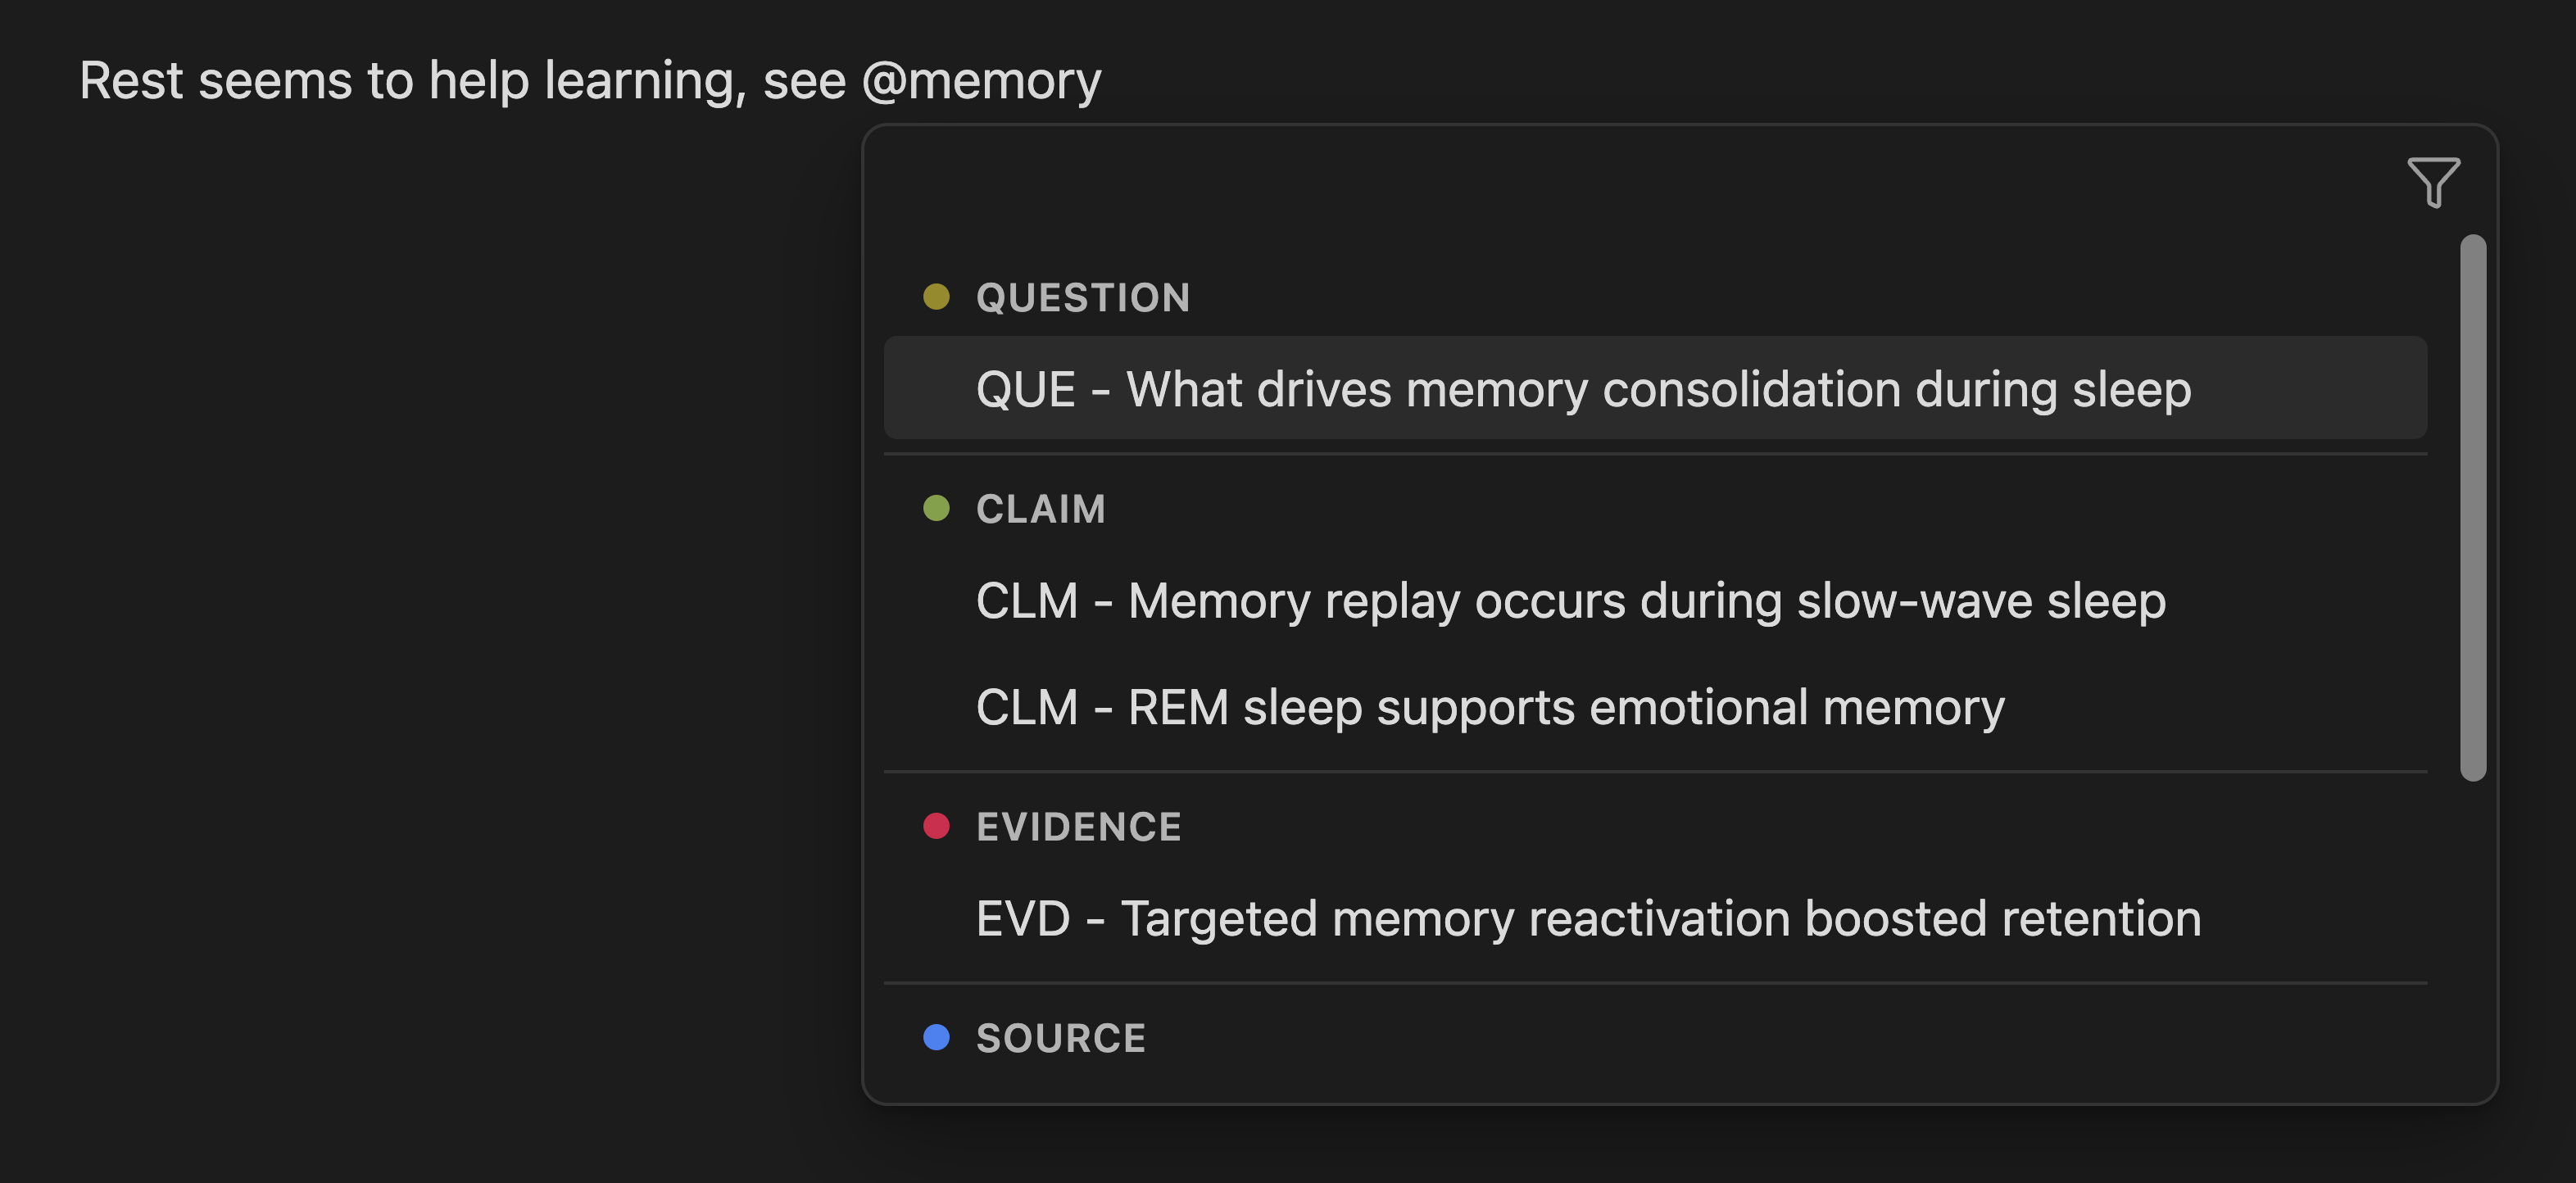 Rest seems to help learning, see @memory
QUESTION
QUE - What drives memory consolidation during sleep
CLAIM
CLM - Memory replay occurs during slow-wave sleep
CLM - REM sleep supports emotional memory
EVIDENCE
EVD - Targeted memory reactivation boosted retention
SOURCE